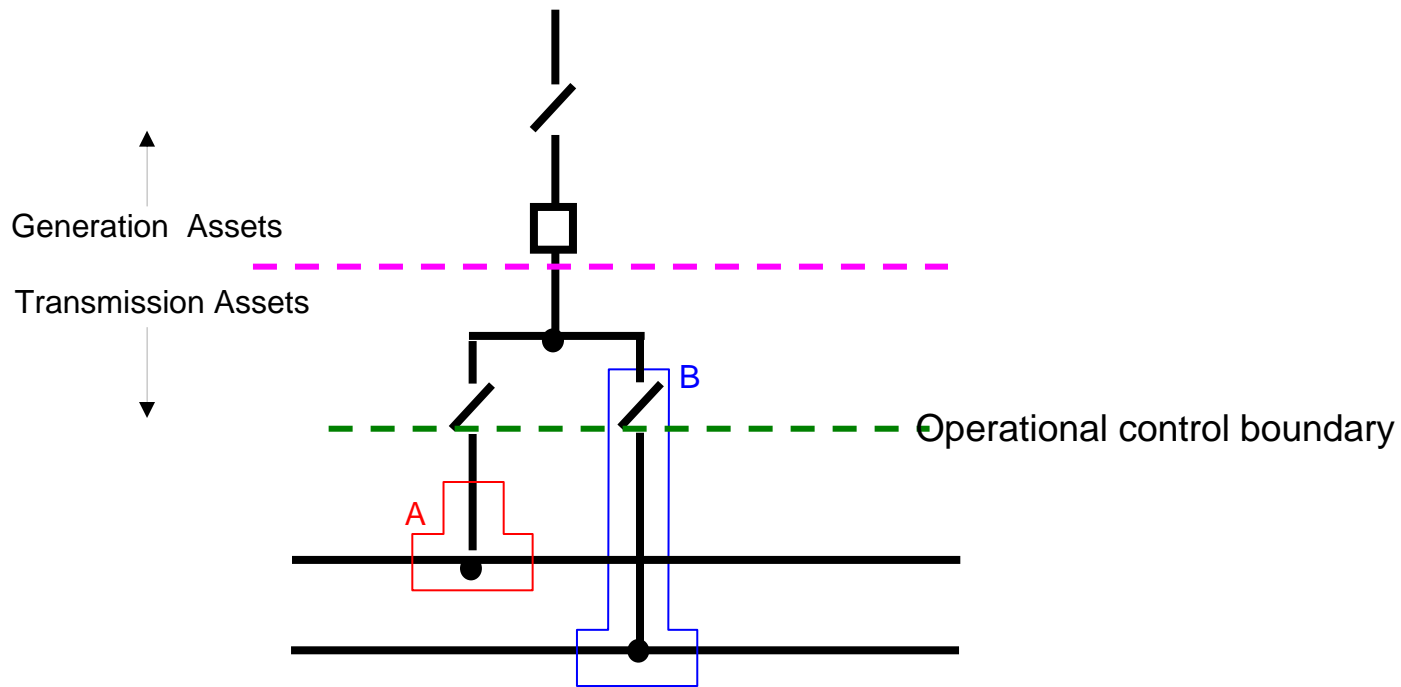 Generation  Assets
Transmission Assets
B
Operational control boundary
A